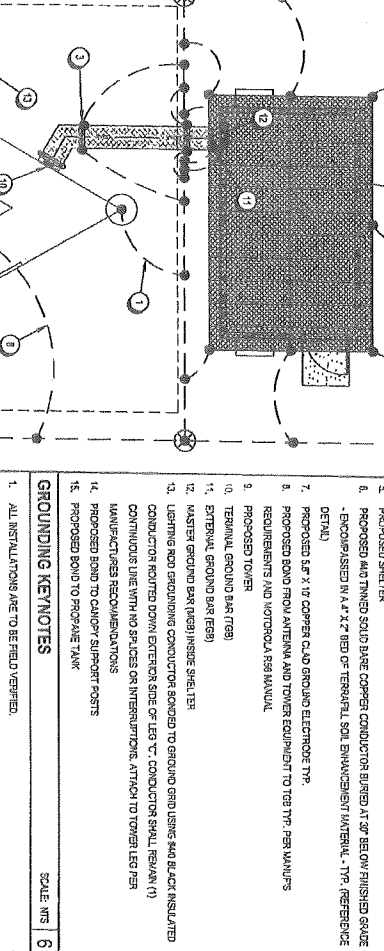 3
13
10
1
8
12
11
PROPOSED SHELTER
6. PROPOSED #4/0 TINNED SOLID BARE COPPER CONDUCTOR BURIED AT 30" BELOW FINISHED GRADE
- ENCOMPASSED IN A 4" X 2" BED OF TERRAFILL SOIL ENHANCEMENT MATERIAL - TYP. (REFERENCE
DETAIL)
7. PROPOSED 5/8" X 10' COPPER CLAD GROUND ELECTRODE TYP.
8. PROPOSED BOND FROM ANTENNA AND TOWER EQUIPMENT TO TGB TYP. PER MANUF'S
REQUIREMENTS AND MOTOROLA R56 MANUAL
9. PROPOSED TOWER
10. TERMINAL GROUND BAR (TGB)
11. EXTERNAL GROUND BAR (EGB)
12. MASTER GROUND BAR (MGB) INSIDE SHELTER
13. LIGHTING ROD GROUNDING CONDUCTOR BONDED TO GROUND GRID USING #4/0 BLACK INSULATED
CONDUCTOR ROUTED DOWN EXTERIOR SIDE OF LEG "C". CONDUCTOR SHALL REMAIN (1)
CONTINUOUS LINE WITH NO SPLICES OR INTERRUPTIONS. ATTACH TO TOWER LEG PER
MANUFACTURES RECOMMENDATIONS
14. PROPOSED BOND TO CANOPY SUPPORT POSTS
15. PROPOSED BOND TO PROPANE TANK
GROUNDING KEYNOTES
SCALE: NTS
6
1. ALL INSTALLATIONS ARE TO BE FIELD VERIFIED.